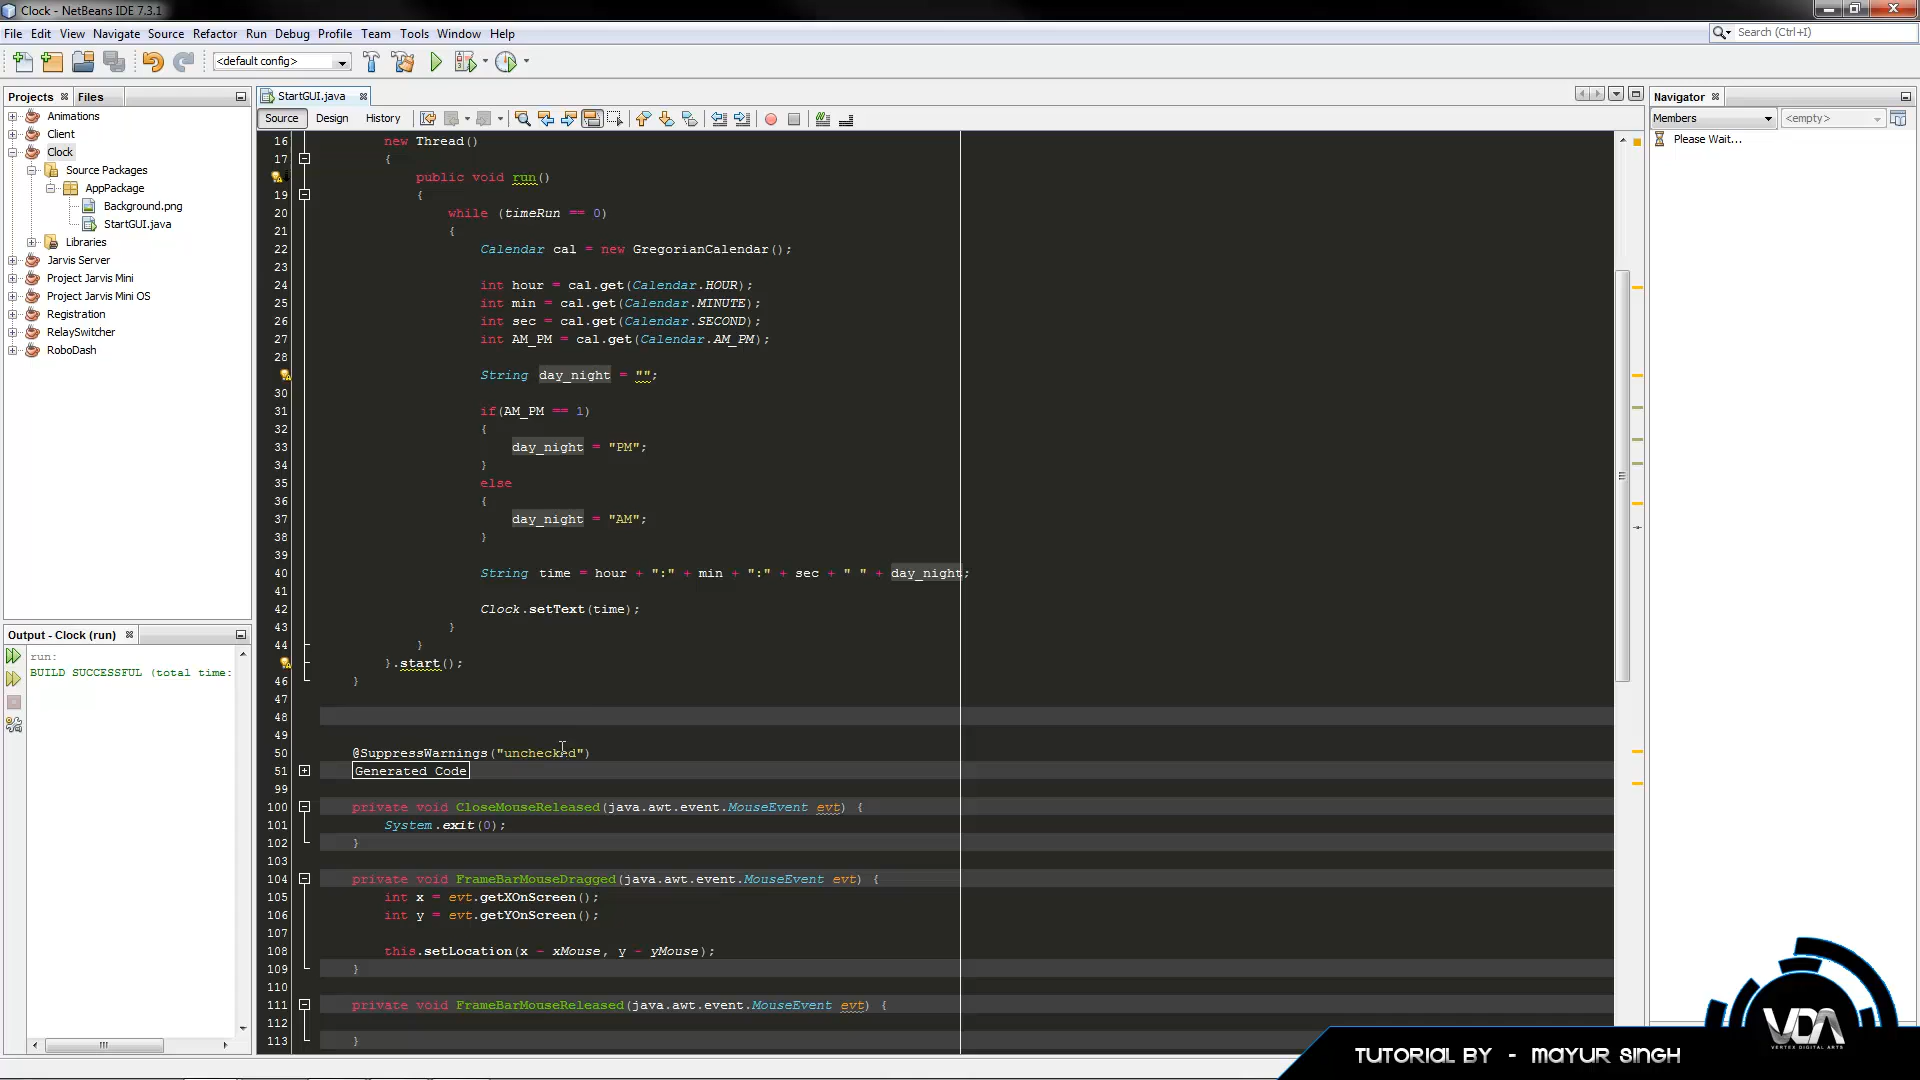 Clock - NetBeans IDE 7.3.1
File Edit View Navigate Source Refactor Run Debug Profile Team Tools Window Help
Search (Ctrl+I)
<default config>
Projects Files
StartGUI.java
Navigator
Source Design History
Members <empty>
Please Wait...
Animations
Client
Clock
Source Packages
AppPackage
Background.png
StartGUI.java
Libraries
Jarvis Server
Project Jarvis Mini
Project Jarvis Mini OS
Registration
RelaySwitcher
RoboDash
Output - Clock (run)
run:
BUILD SUCCESSFUL (total time:
16 new Thread()
17 {
public void run()
19 {
20 while (timeRun == 0)
21 {
22 Calendar cal = new GregorianCalendar();
23
24 int hour = cal.get(Calendar.HOUR);
25 int min = cal.get(Calendar.MINUTE);
26 int sec = cal.get(Calendar.SECOND);
27 int AM_PM = cal.get(Calendar.AM_PM);
28
String day_night = "";
30
31 if(AM_PM == 1)
32 {
33 day_night = "PM";
34 }
35 else
36 {
37 day_night = "AM";
38 }
39
40 String time = hour + ":" + min + ":" + sec + " " + day_night;
41
42 Clock.setText(time);
43 }
44 }
}.start();
46 }
47
48
49
50 @SuppressWarnings("unchecked")
51 Generated Code
99
100 private void CloseMouseReleased(java.awt.event.MouseEvent evt) {
101 System.exit(0);
102 }
103
104 private void FrameBarMouseDragged(java.awt.event.MouseEvent evt) {
105 int x = evt.getXOnScreen();
106 int y = evt.getYOnScreen();
107
108 this.setLocation(x - xMouse, y - yMouse);
109 }
110
111 private void FrameBarMouseReleased(java.awt.event.MouseEvent evt) {
112
113 }
VDA
VERTEX DIGITAL ARTS
TUTORIAL BY - MAYUR SINGH